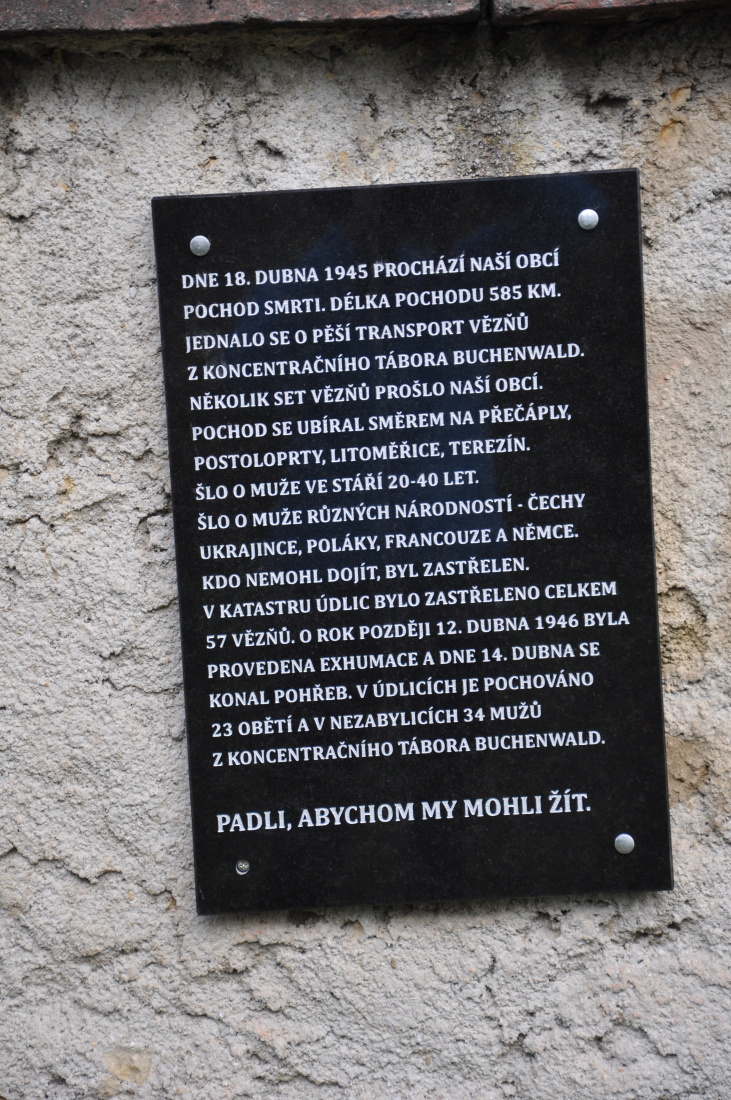 DNE 18. DUBNA 1945 PROCHÁZÍ NAŠÍ OBCÍ
POCHOD SMRTI. DÉLKA POCHODU 585 KM.
JEDNALO SE O PĚŠÍ TRANSPORT VĚZŇŮ
Z KONCENTRAČNÍHO TÁBORA BUCHENWALD.
NĚKOLIK SET VĚZŇŮ PROŠLO NAŠÍ OBCÍ.
POCHOD SE UBÍRAL SMĚREM NA PŘEČÁPLY,
POSTOLOPRTY, LITOMĚŘICE, TEREZÍN.
ŠLO O MUŽE VE STÁŘÍ 20-40 LET.
ŠLO O MUŽE RŮZNÝCH NÁRODNOSTÍ - ČECHY
UKRAJINCE, POLÁKY, FRANCOUZE A NĚMCE.
KDO NEMOHL DOJÍT, BYL ZASTŘELEN.
V KATASTRU ÚDLIC BYLO ZASTŘELENO CELKEM
57 VĚZŇŮ. O ROK POZDĚJI 12. DUBNA 1946 BYLA
PROVEDENA EXHUMACE A DNE 14. DUBNA SE
KONAL POHŘEB. V ÚDLICÍCH JE POCHOVÁNO
23 OBĚTÍ A V NEZABYLICÍCH 34 MUŽŮ
Z KONCENTRAČNÍHO TÁBORA BUCHENWALD.
PADLI, ABYCHOM MY MOHLI ŽÍT.